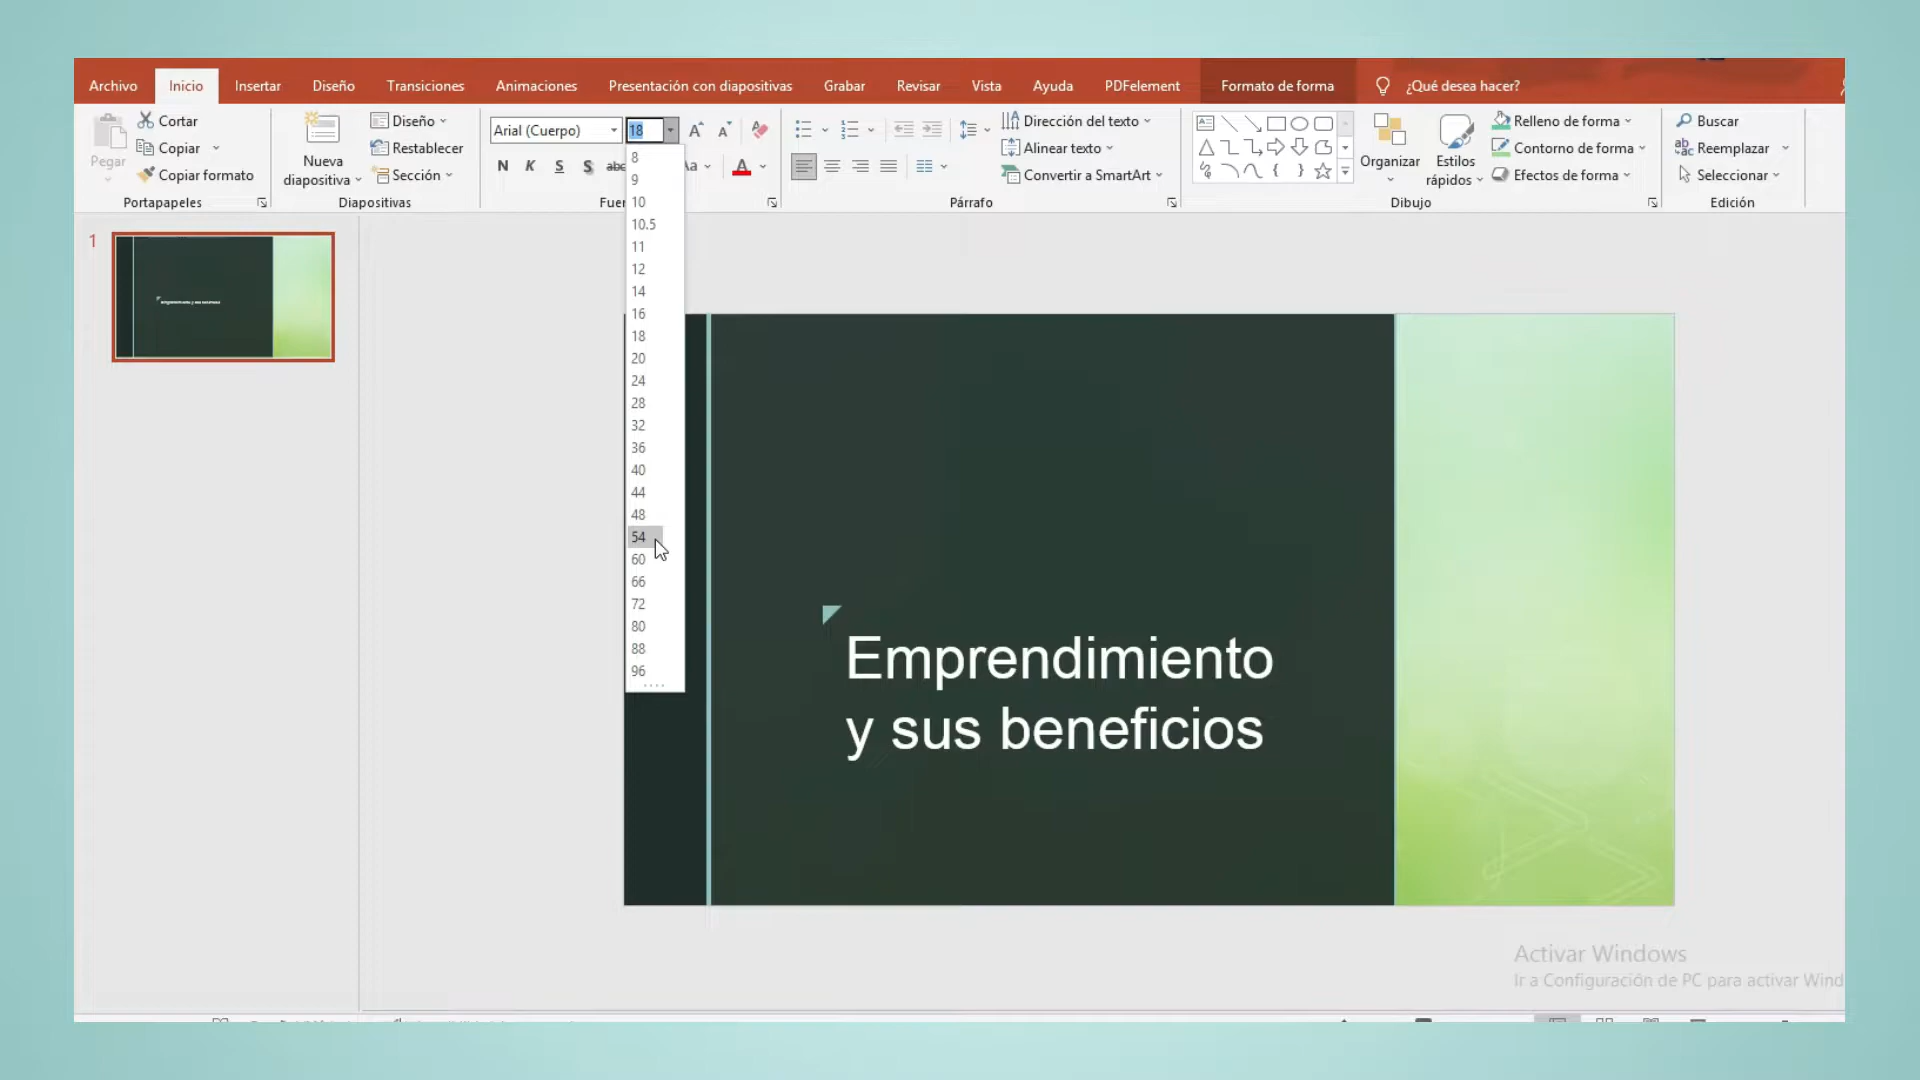 Archivo Inicio Insertar Diseño Transiciones Animaciones Presentación con diapositivas Grabar Revisar Vista Ayuda PDFelement Formato de forma ¿Qué desea hacer?
Pegar
Cortar
Copiar
Copiar formato
Portapapeles
Nueva
diapositiva
Diseño
Restablecer
Sección
Diapositivas
Arial (Cuerpo) 18
N K S S abc Aa A
Párrafo
Dirección del texto
Alinear texto
Convertir a SmartArt
Organizar
Estilos
rápidos
Relleno de forma
Contorno de forma
Efectos de forma
Dibujo
Buscar
Reemplazar
Seleccionar
Edición
8
9
10
10.5
11
12
14
16
18
20
24
28
32
36
40
44
48
54
60
66
72
80
88
96
1
Emprendimiento y sus beneficios
Emprendimiento
y sus beneficios
Activar Windows
Ir a Configuración de PC para activar Wind